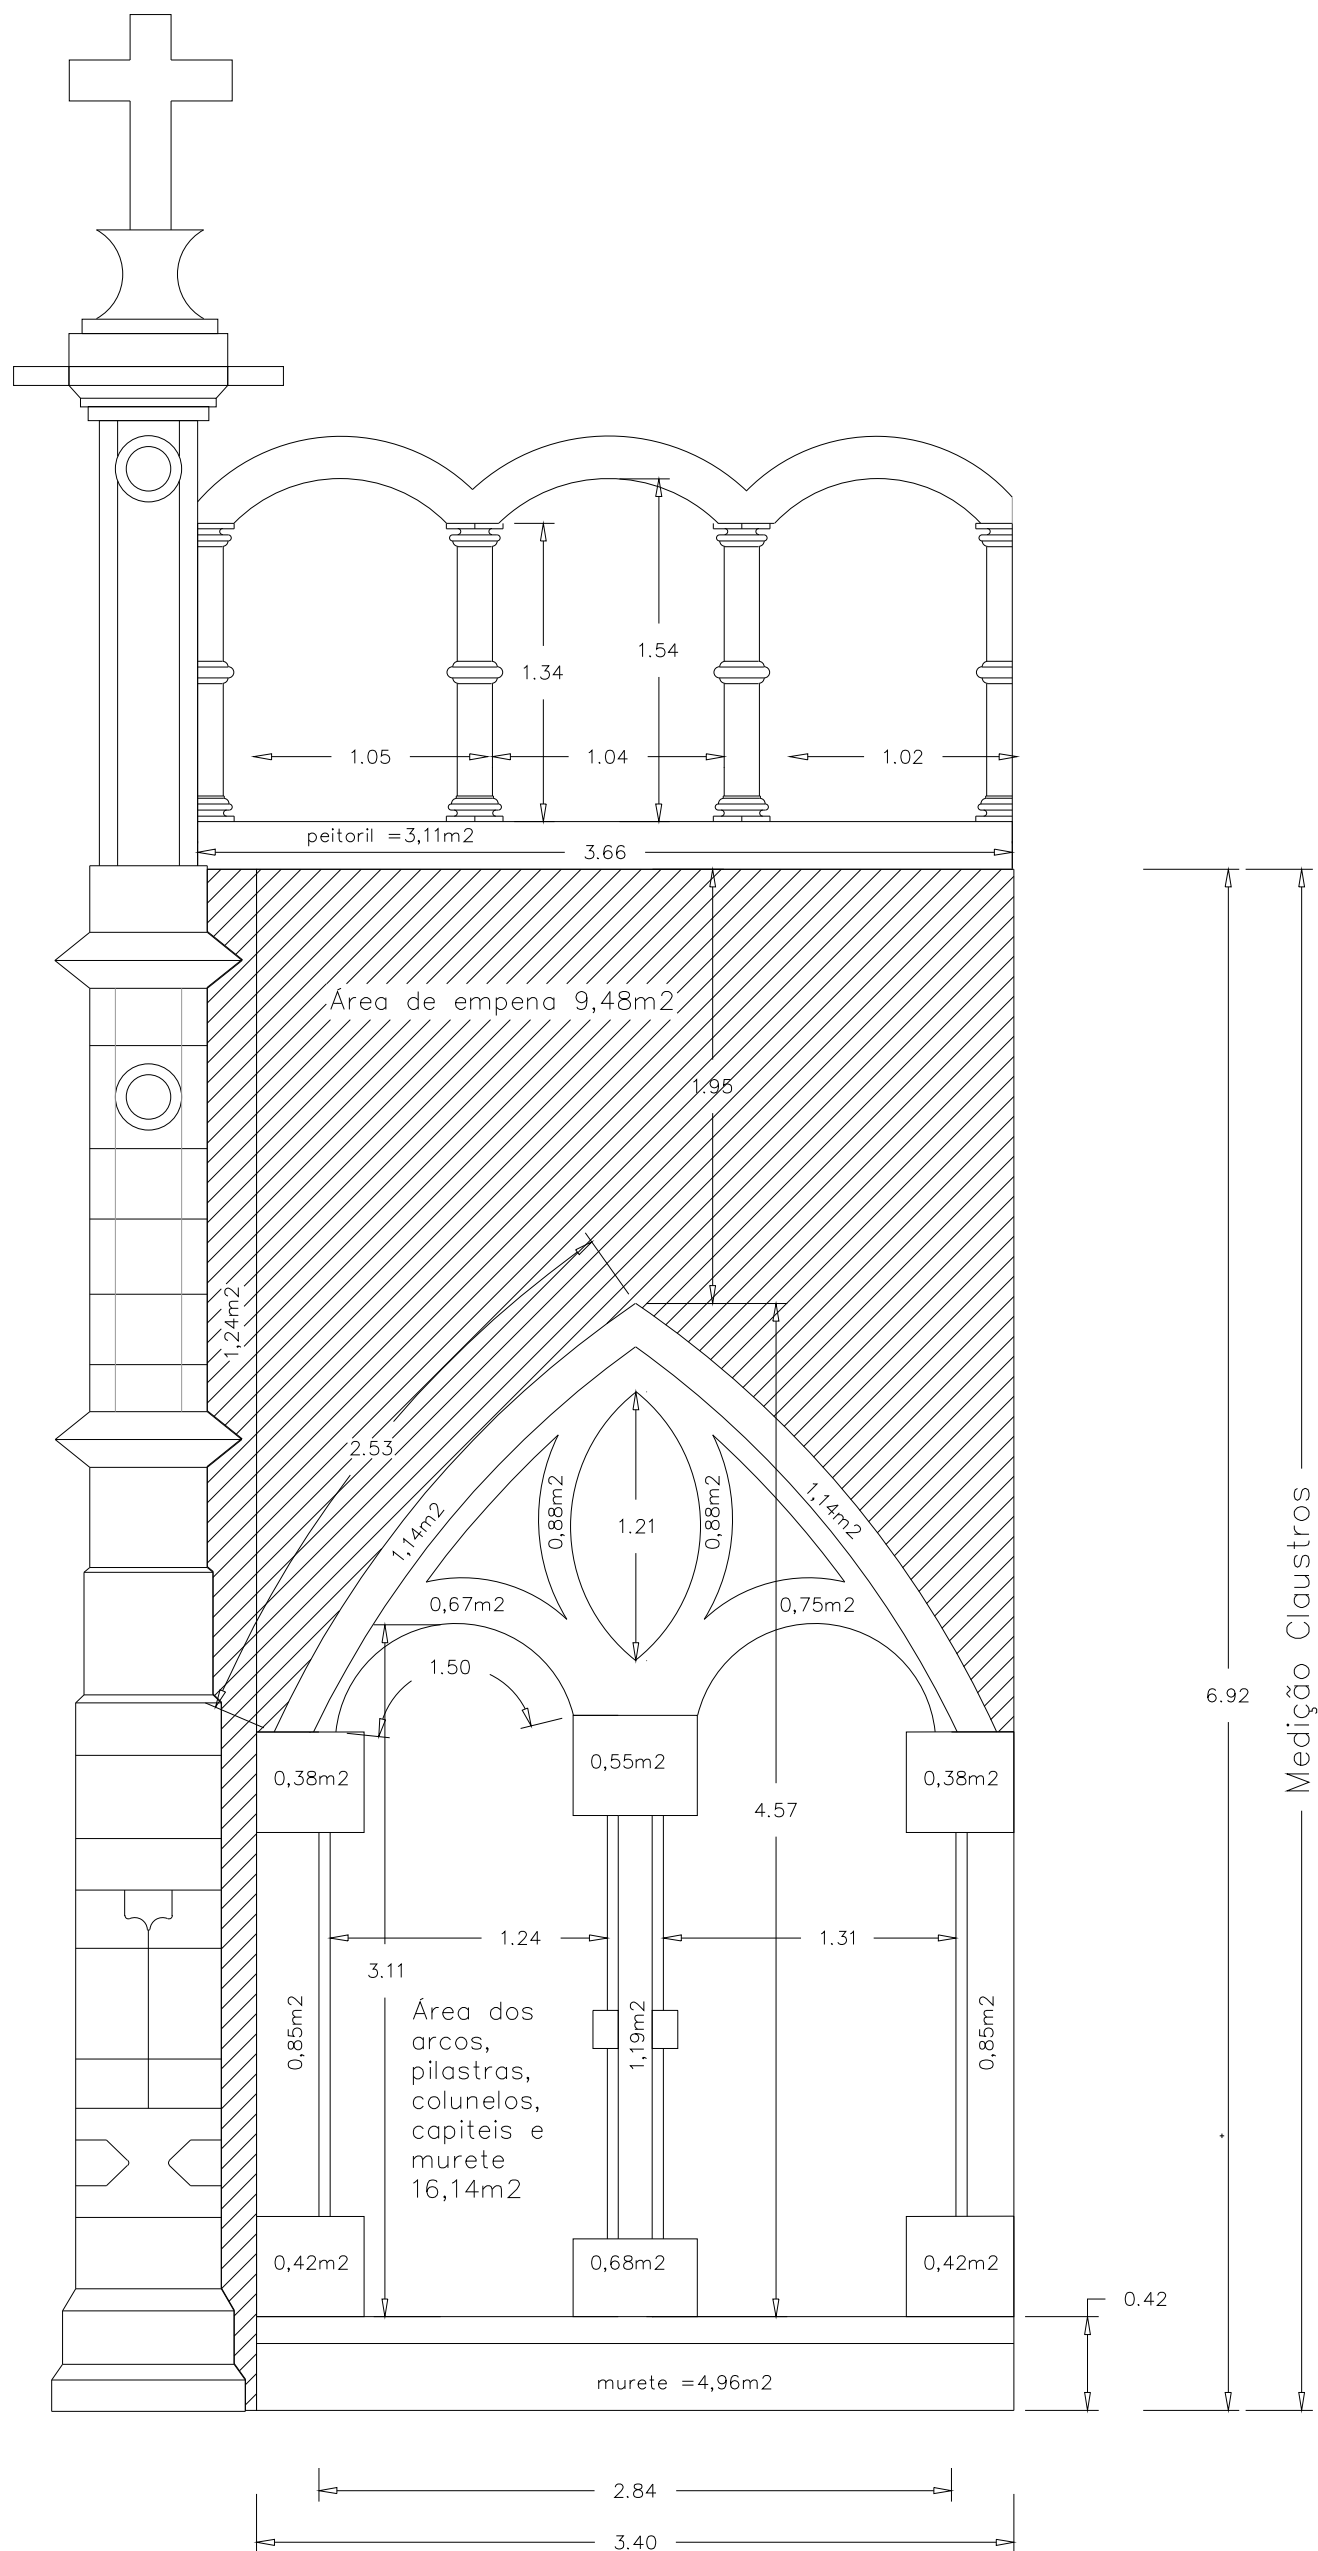 1.54
1.34
1.05
1.04
1.02
peitoril =3,11m2
3.66
Área de empena 9,48m2
1.95
1,24m2
2.53
1,14m2
0,88m2
1.21
0,88m2
1,14m2
0,67m2
0,75m2
1.50
6.92
Medição Claustros
0,38m2
0,55m2
0,38m2
4.57
1.24
1.31
3.11
0,85m2
1,19m2
0,85m2
Área dos
arcos,
pilastras,
colunelos,
capiteis e
murete
16,14m2
0,42m2
0,68m2
0,42m2
0.42
murete =4,96m2
2.84
3.40